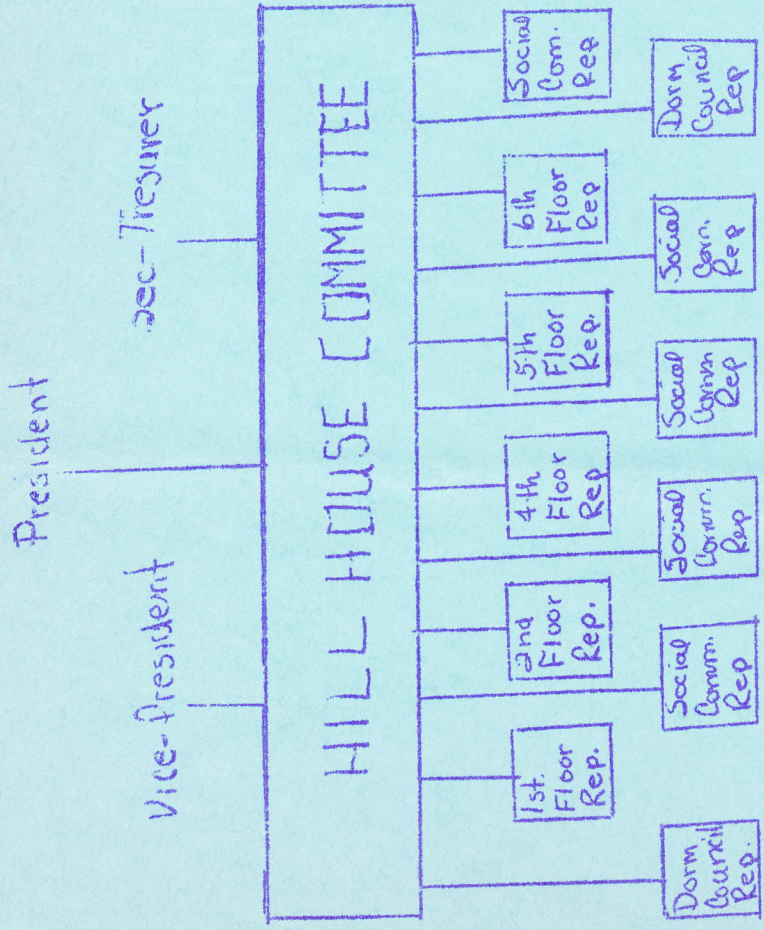 President
Vice-President
Sec-Tresurer
HILL HOUSE COMMITTEE
1st.
Floor
Rep.
2nd
Floor
Rep.
4th
Floor
Rep
5th
Floor
Rep.
6th
Floor
Rep
Social
Com.
Rep
Dorm
Council
Rep.
Social
Comm.
Rep
Social
Comm.
Rep
Social
Comm
Rep
Social
Com.
Rep
Dorm
Council
Rep